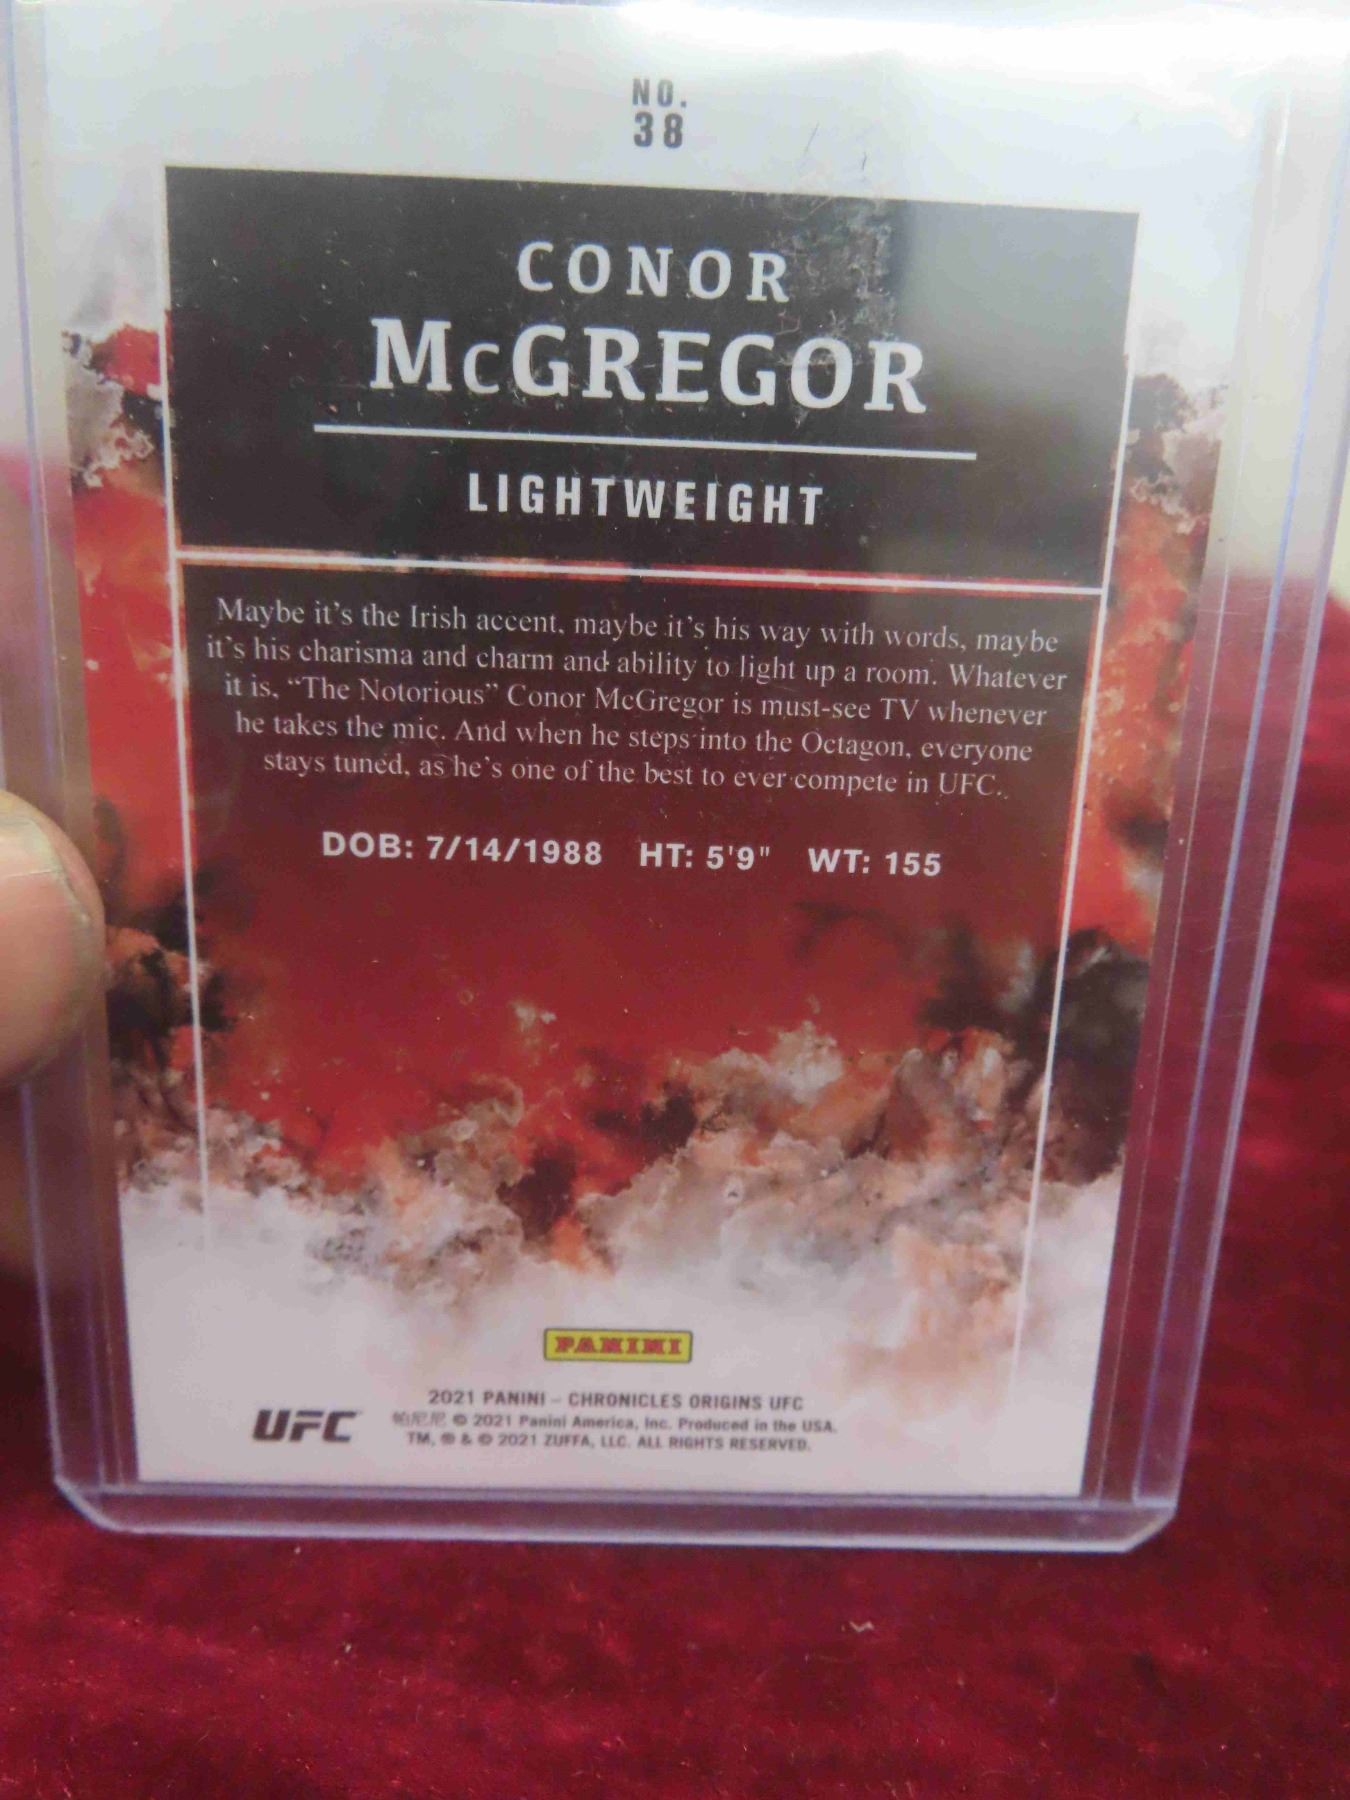 NO.
38
CONOR
McGREGOR
LIGHTWEIGHT
Maybe it's the Irish accent, maybe it's his way with words, maybe
it's his charisma and charm and ability to light up a room. Whatever
it is, “The Notorious” Conor McGregor is must-see TV whenever
he takes the mic. And when he steps into the Octagon, everyone
stays tuned, as he's one of the best to ever compete in UFC.
DOB: 7/14/1988 HT: 5'9" WT: 155
PANINI
2021 PANINI – CHRONICLES ORIGINS UFC
UFC
帕尼尼 © 2021 Panini America, Inc. Produced in the USA.
TM, ® & © 2021 ZUFFA, LLC. ALL RIGHTS RESERVED.